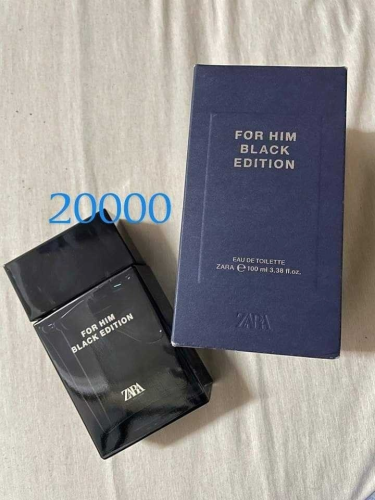 FOR HIM
BLACK
EDITION
EAU DE TOILETTE
ZARA ℮ 100 ml 3.38 fl.oz.
ZARA
20000
FOR HIM
BLACK EDITION
ZARA